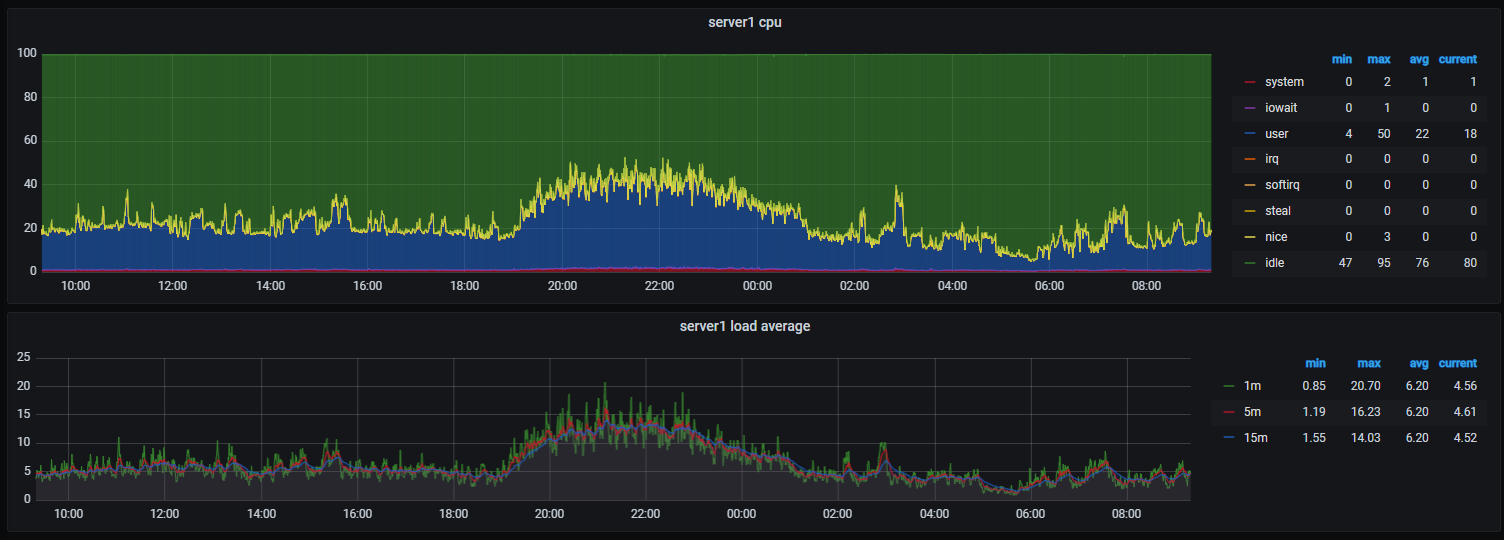 server1 cpu
100
80
60
40
20
0
10:00 12:00 14:00 16:00 18:00 20:00 22:00 00:00 02:00 04:00 06:00 08:00
min max avg current
system 0 2 1 1
iowait 0 1 0 0
user 4 50 22 18
irq 0 0 0 0
softirq 0 0 0 0
steal 0 0 0 0
nice 0 3 0 0
idle 47 95 76 80
server1 load average
25
20
15
10
5
0
10:00 12:00 14:00 16:00 18:00 20:00 22:00 00:00 02:00 04:00 06:00 08:00
min max avg current
1m 0.85 20.70 6.20 4.56
5m 1.19 16.23 6.20 4.61
15m 1.55 14.03 6.20 4.52